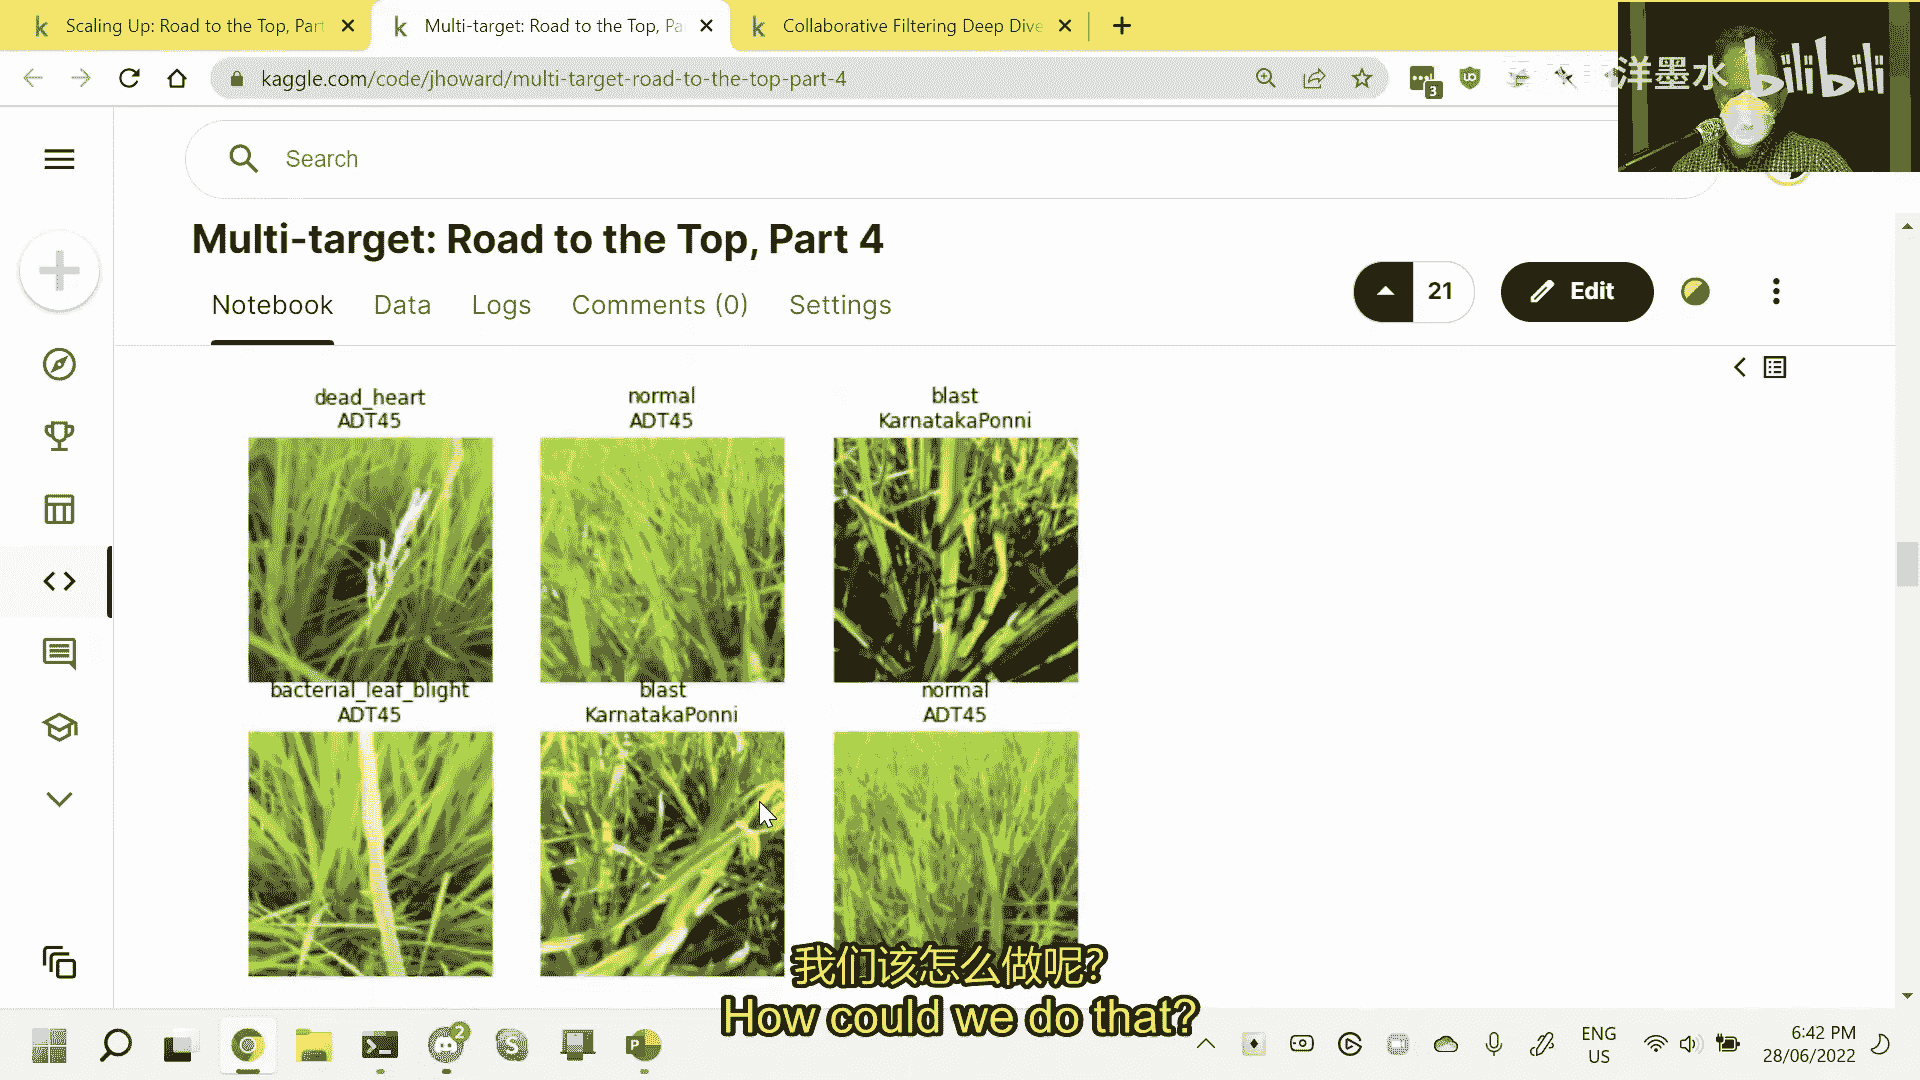 Scaling Up: Road to the Top, Part
Multi-target: Road to the Top, Pa
Collaborative Filtering Deep Dive
kaggle.com/code/jhoward/multi-target-road-to-the-top-part-4
3
洋墨水 bilibili
Search
Multi-target: Road to the Top, Part 4
Notebook Data Logs Comments (0) Settings
21
Edit
dead_heart
ADT45
normal
ADT45
blast
KarnatakaPonni
bacterial_leaf_blight
ADT45
blast
KarnatakaPonni
normal
ADT45
我们该怎么做呢?
How could we do that?
2
ENG
US
6:42 PM
28/06/2022